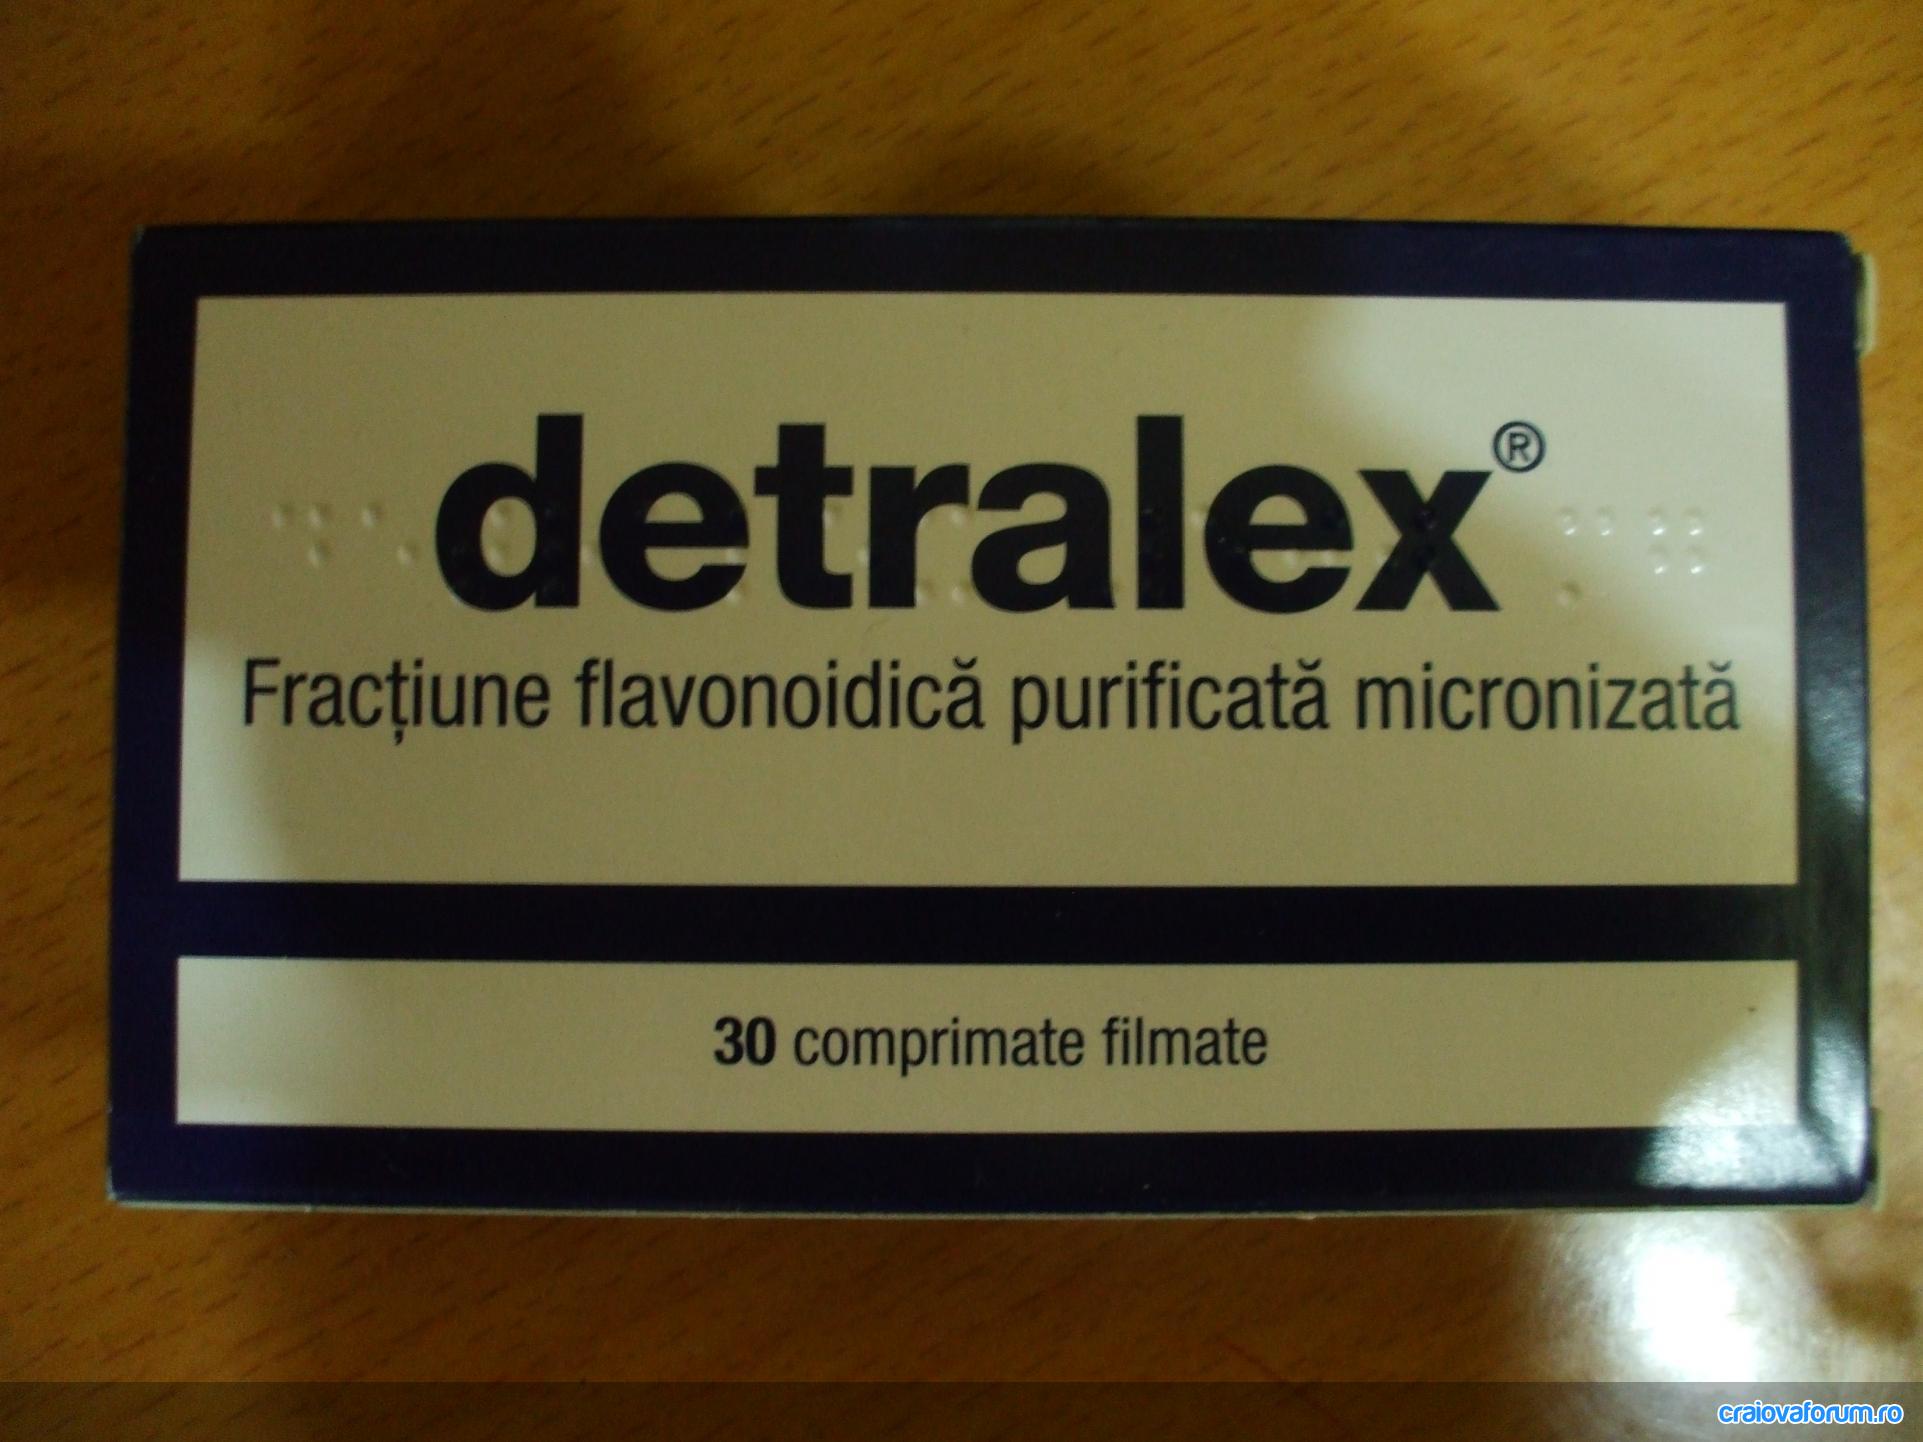 detralex®
Fracțiune flavonoidică purificată micronizată
30 comprimate filmate
craiovaforum.ro